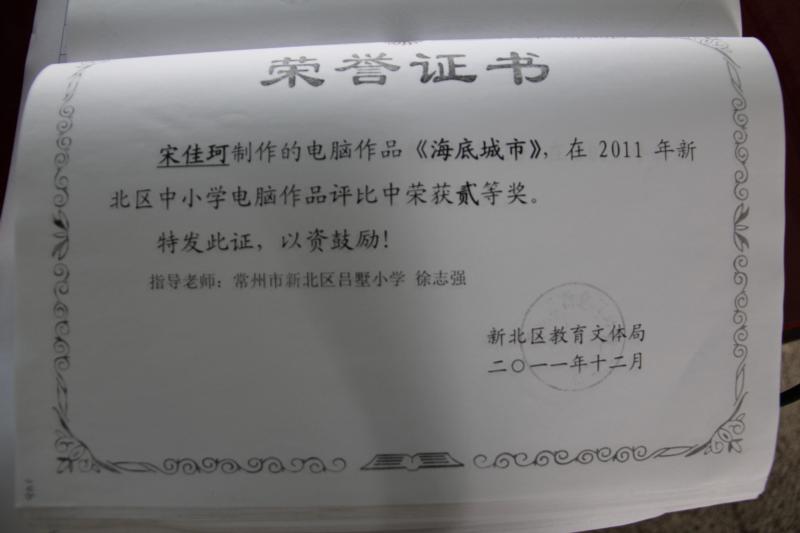 荣誉证书
宋佳珂制作的电脑作品《海底城市》，在 2011 年新
北区中小学电脑作品评比中荣获贰等奖。
特发此证，以资鼓励！
指导老师：常州市新北区吕墅小学 徐志强
新北区教育文体局
二〇一一年十二月